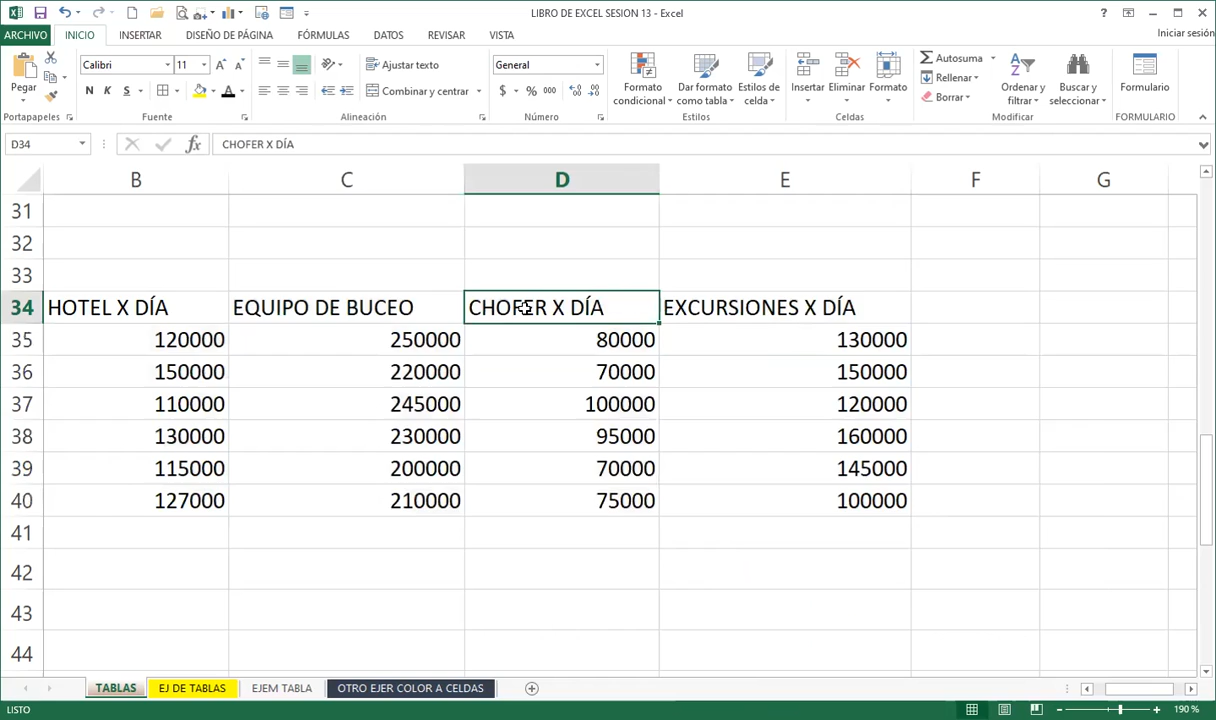 LIBRO DE EXCEL SESION 13 - Excel
?
ARCHIVO INICIO INSERTAR DISEÑO DE PÁGINA FÓRMULAS DATOS REVISAR VISTA Iniciar sesión
Pegar
Calibri 11
N K S
Ajustar texto
Combinar y centrar
General
$ % 000
Formato condicional
Dar formato como tabla
Estilos de celda
Insertar Eliminar Formato
Autosuma
Rellenar
Borrar
Ordenar y filtrar
Buscar y seleccionar
Formulario
Portapapeles Fuente Alineación Número Estilos Celdas Modificar FORMULARIO
D34 fx CHOFER X DÍA
B C D E F G
31
32
33
34 HOTEL X DÍA EQUIPO DE BUCEO CHOFER X DÍA EXCURSIONES X DÍA
35 120000 250000 80000 130000
36 150000 220000 70000 150000
37 110000 245000 100000 120000
38 130000 230000 95000 160000
39 115000 200000 70000 145000
40 127000 210000 75000 100000
41
42
43
44
TABLAS EJ DE TABLAS EJEM TABLA OTRO EJER COLOR A CELDAS
LISTO 190 %